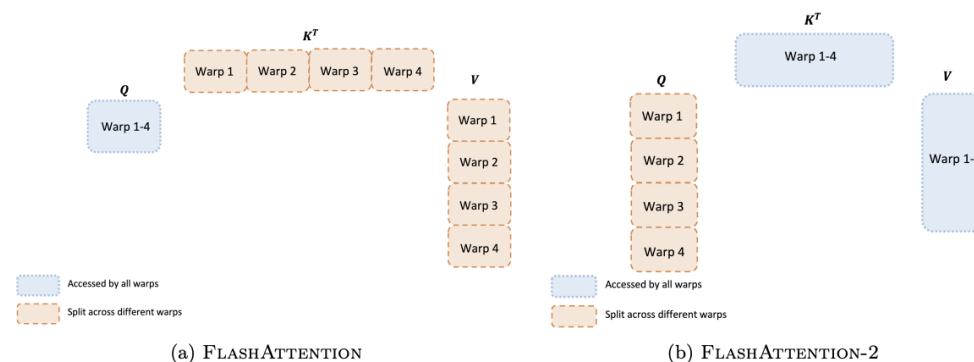 K^T
Warp 1 Warp 2 Warp 3 Warp 4
Q
Warp 1-4
V
Warp 1
Warp 2
Warp 3
Warp 4
Accessed by all warps
Split across different warps
(a) FLASHATTENTION
K^T
Warp 1-4
Q
Warp 1
Warp 2
Warp 3
Warp 4
V
Warp 1-
Accessed by all warps
Split across different warps
(b) FLASHATTENTION-2